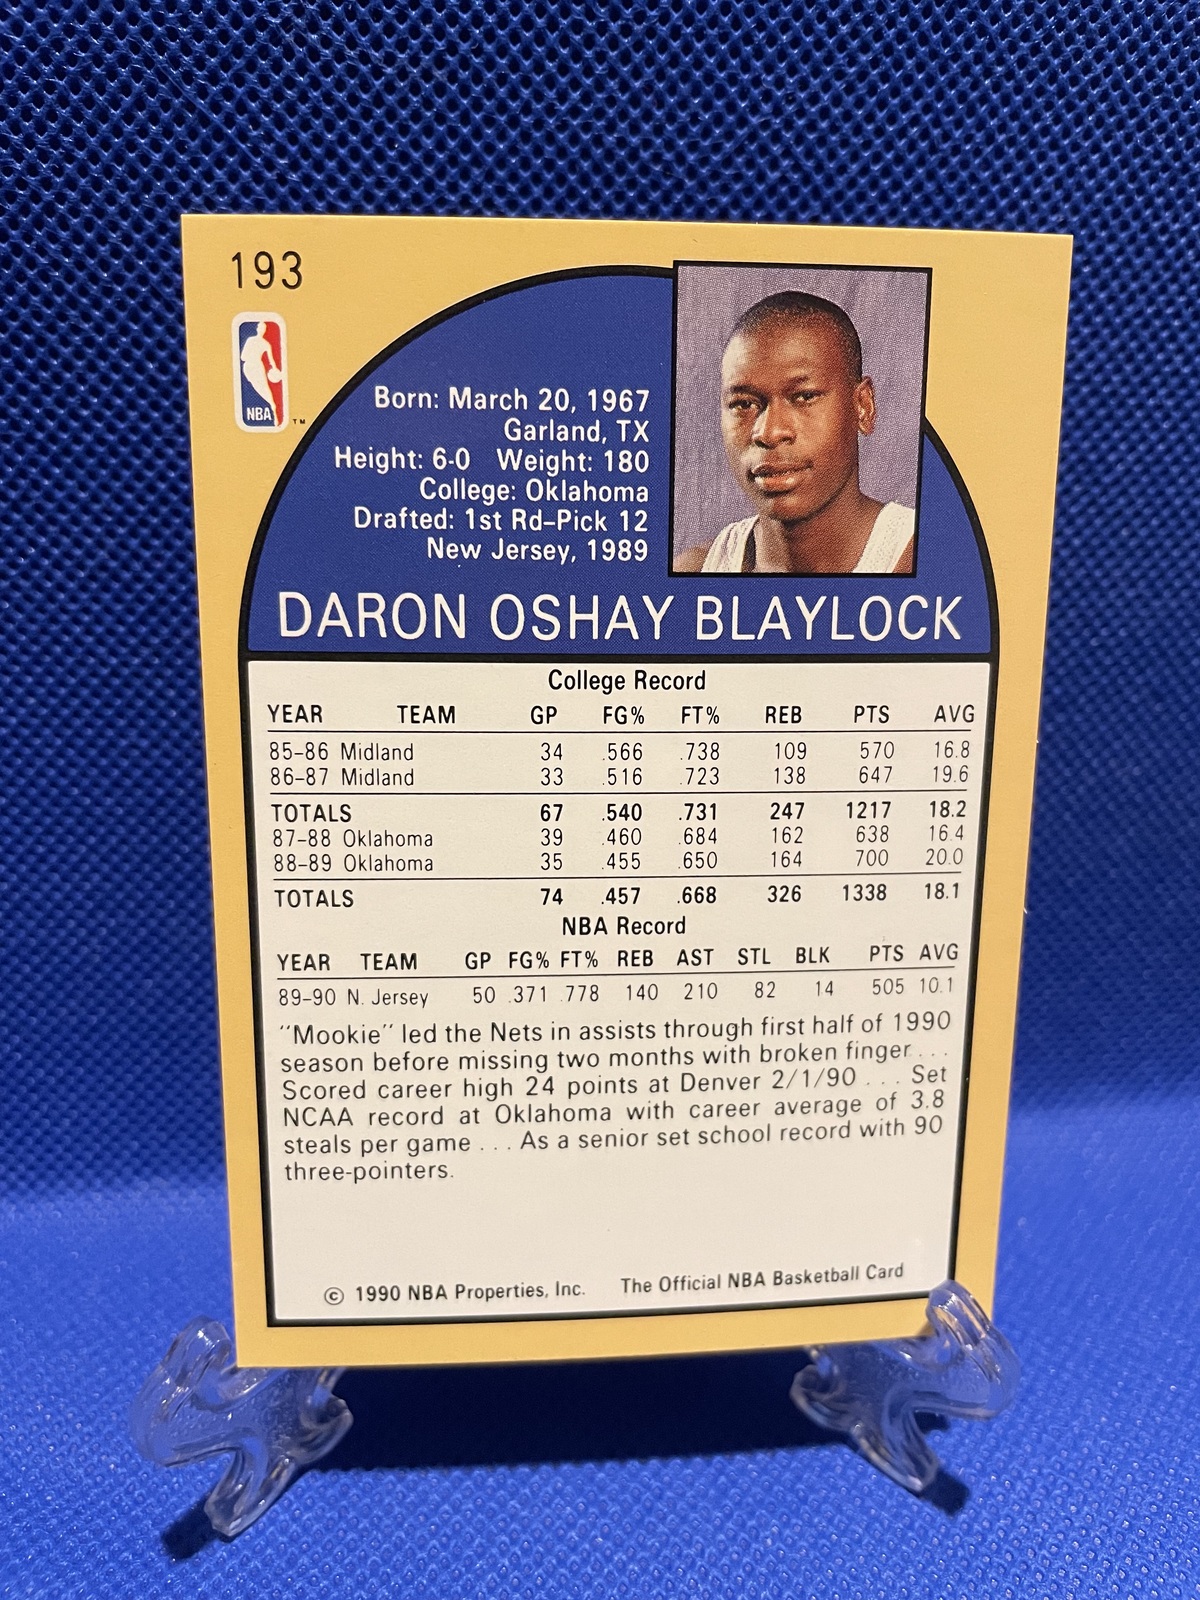 193
NBA
TM
Born: March 20, 1967
Garland, TX
Height: 6-0 Weight: 180
College: Oklahoma
Drafted: 1st Rd–Pick 12
New Jersey, 1989
DARON OSHAY BLAYLOCK
College Record
YEAR TEAM GP FG% FT% REB PTS AVG
85–86 Midland 34 .566 .738 109 570 16.8
86–87 Midland 33 .516 .723 138 647 19.6
TOTALS 67 .540 .731 247 1217 18.2
87–88 Oklahoma 39 .460 .684 162 638 16.4
88–89 Oklahoma 35 .455 .650 164 700 20.0
TOTALS 74 .457 .668 326 1338 18.1
NBA Record
YEAR TEAM GP FG% FT% REB AST STL BLK PTS AVG
89–90 N. Jersey 50 .371 .778 140 210 82 14 505 10.1
"Mookie" led the Nets in assists through first half of 1990
season before missing two months with broken finger . . .
Scored career high 24 points at Denver 2/1/90 . . . Set
NCAA record at Oklahoma with career average of 3.8
steals per game . . . As a senior set school record with 90
three-pointers.
© 1990 NBA Properties, Inc. The Official NBA Basketball Card